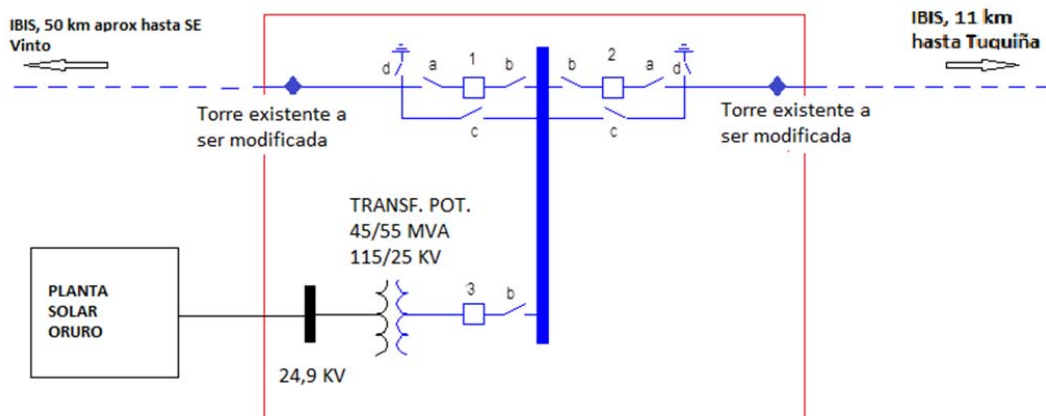 IBIS, 50 km aprox hasta SE
Vinto
IBIS, 11 km
hasta Tuquiña
d
a
1
b
b
2
a
d
c
c
Torre existente a
ser modificada
Torre existente a
ser modificada
TRANSF. POT.
45/55 MVA
115/25 KV
3
b
PLANTA
SOLAR
ORURO
24,9 KV